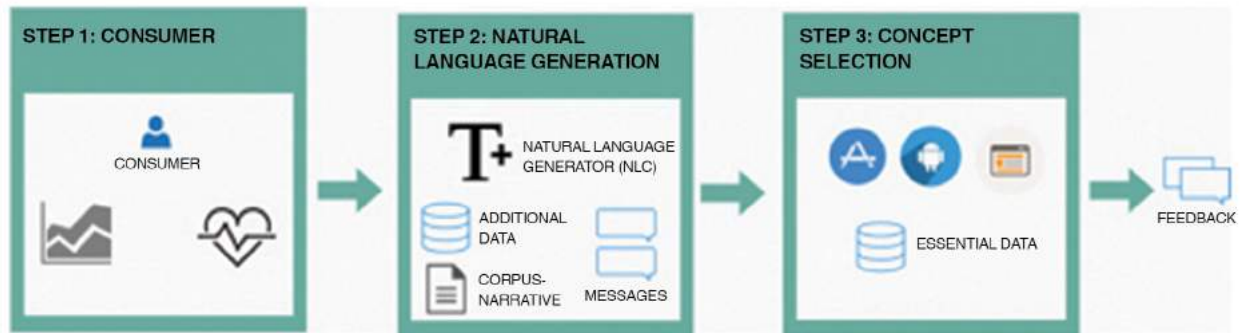 STEP 1: CONSUMER
CONSUMER
STEP 2: NATURAL
LANGUAGE GENERATION
T+
NATURAL LANGUAGE
GENERATOR (NLC)
ADDITIONAL
DATA
CORPUS-
NARRATIVE
MESSAGES
STEP 3: CONCEPT
SELECTION
ESSENTIAL DATA
FEEDBACK